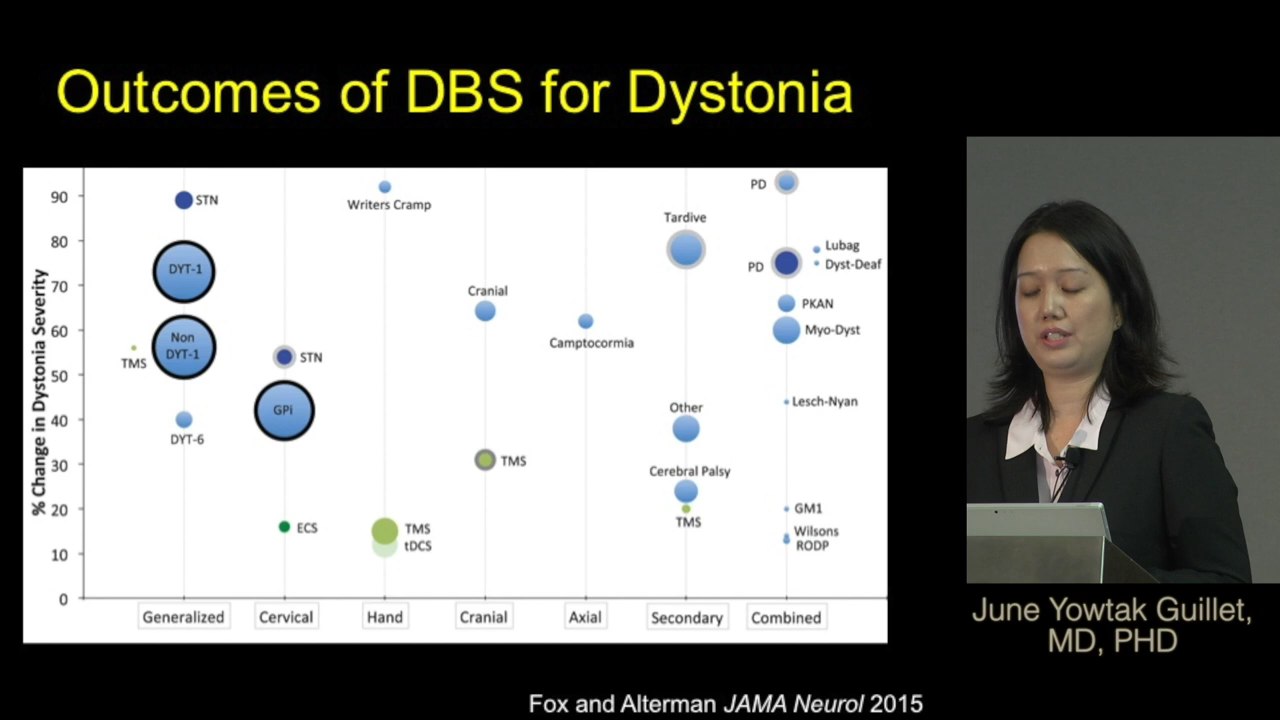 Outcomes of DBS for Dystonia
% Change in Dystonia Severity
90
80
70
60
50
40
30
20
10
0
STN
DYT-1
Non
DYT-1
TMS
DYT-6
STN
GPi
ECS
Writers Cramp
TMS
tDCS
Cranial
TMS
Camptocormia
Tardive
Other
Cerebral Palsy
TMS
PD
Lubag
PD
Dyst-Deaf
PKAN
Myo-Dyst
Lesch-Nyan
GM1
Wilsons
RODP
Generalized
Cervical
Hand
Cranial
Axial
Secondary
Combined
June Yowtak Guillet,
MD, PHD
Fox and Alterman JAMA Neurol 2015